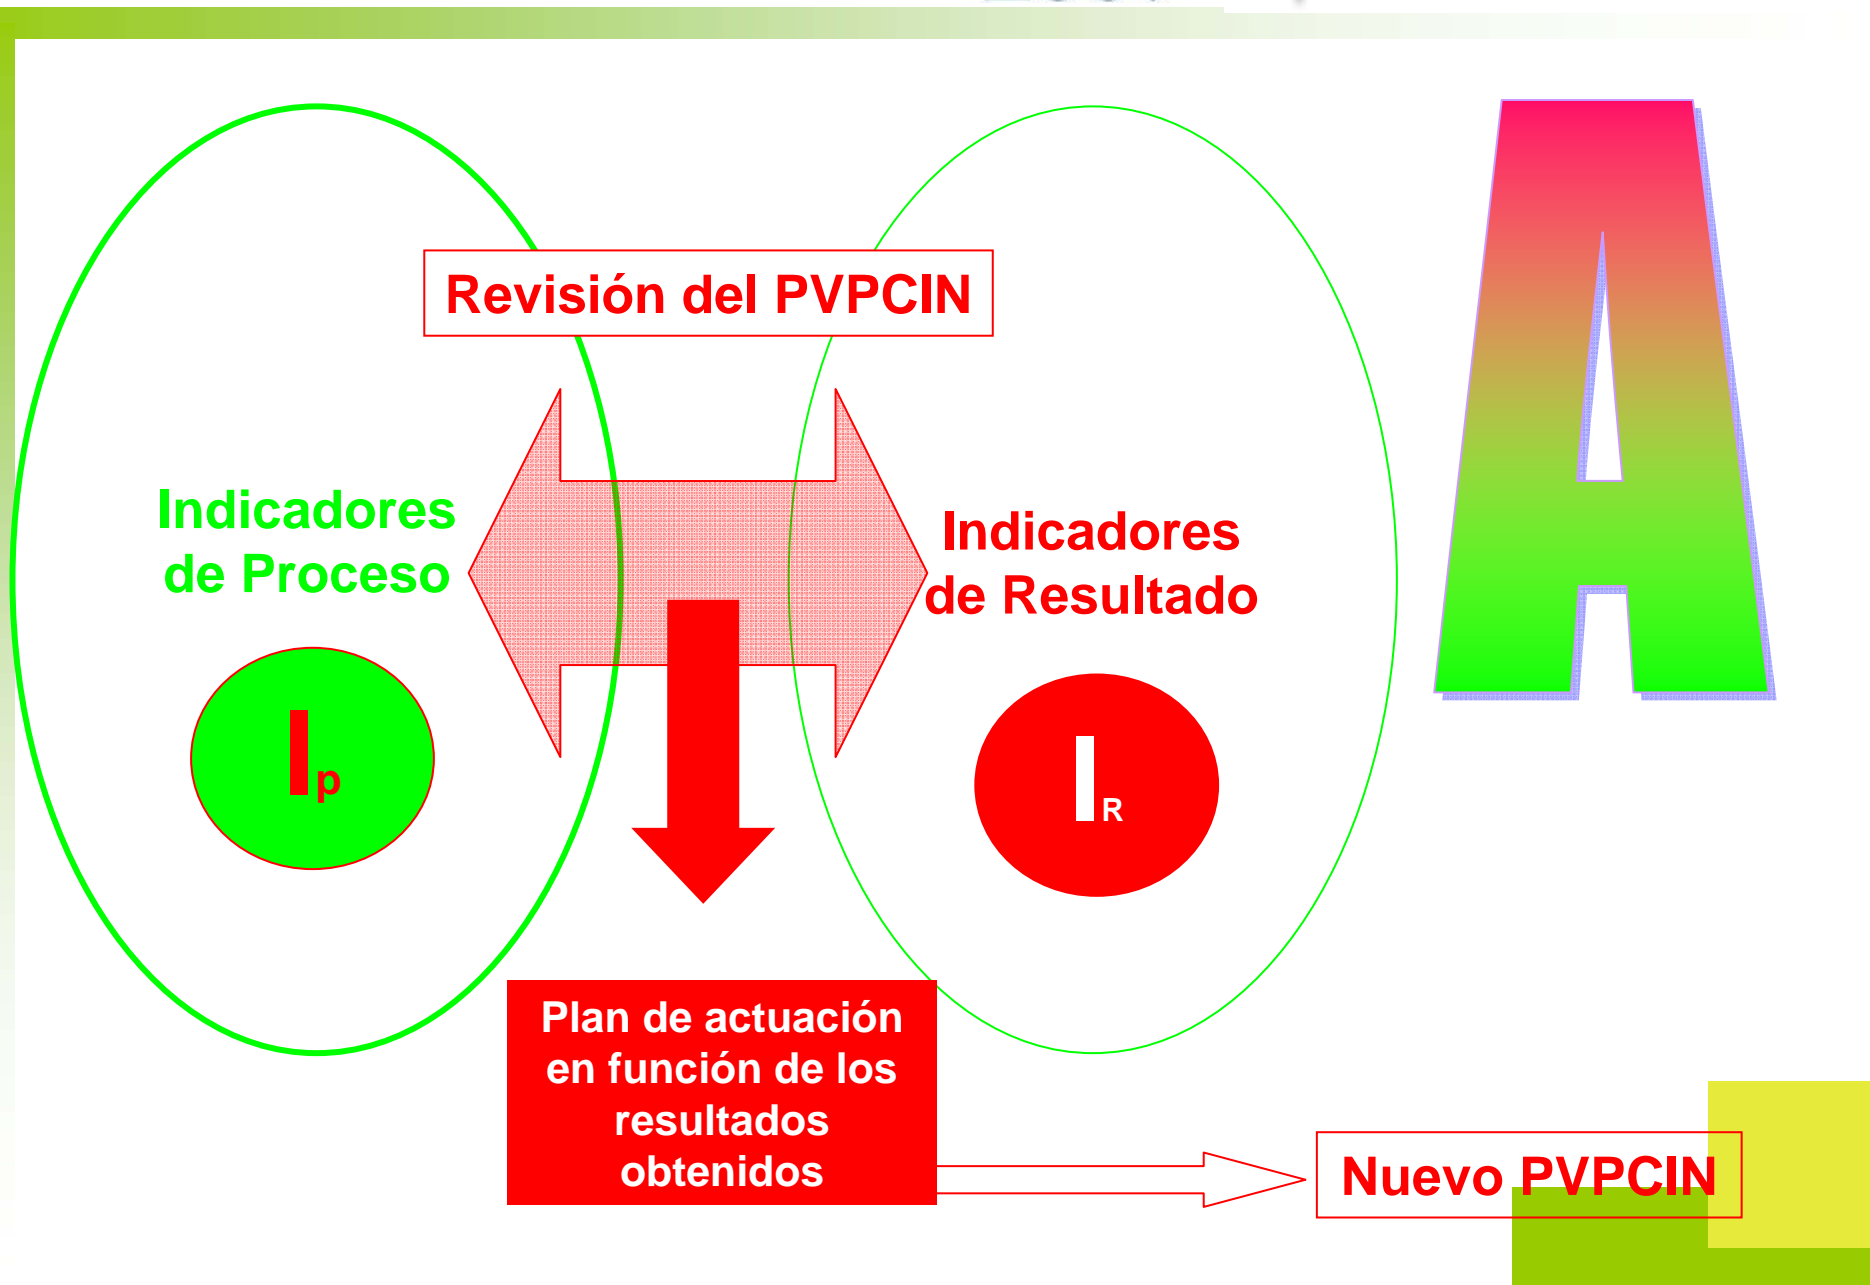 Revisión del PVPCIN
Indicadores
de Proceso
Ip
Indicadores
de Resultado
IR
A
Plan de actuación
en función de los
resultados
obtenidos
Nuevo PVPCIN